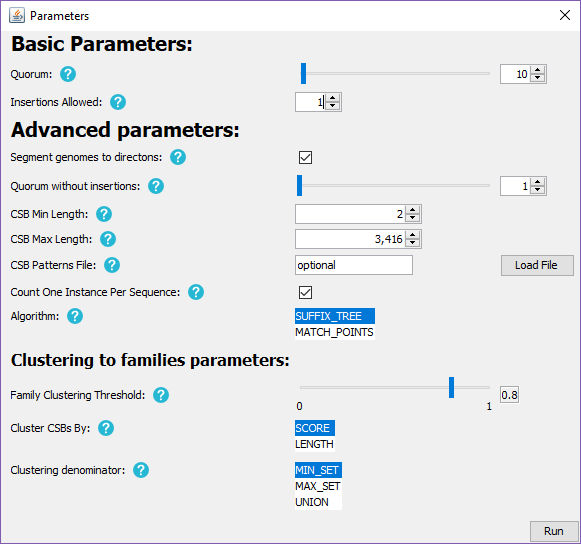 Parameters
Basic Parameters:
Quorum: ? 10
Insertions Allowed: ? 1
Advanced parameters:
Segment genomes to directons: ?
Quorum without insertions: ? 1
CSB Min Length: ? 2
CSB Max Length: ? 3,416
CSB Patterns File: ? optional Load File
Count One Instance Per Sequence: ?
Algorithm: ? SUFFIX_TREE
MATCH_POINTS
Clustering to families parameters:
Family Clustering Threshold: ? 0.8
0 1
Cluster CSBs By: ? SCORE
LENGTH
Clustering denominator: ? MIN_SET
MAX_SET
UNION
Run